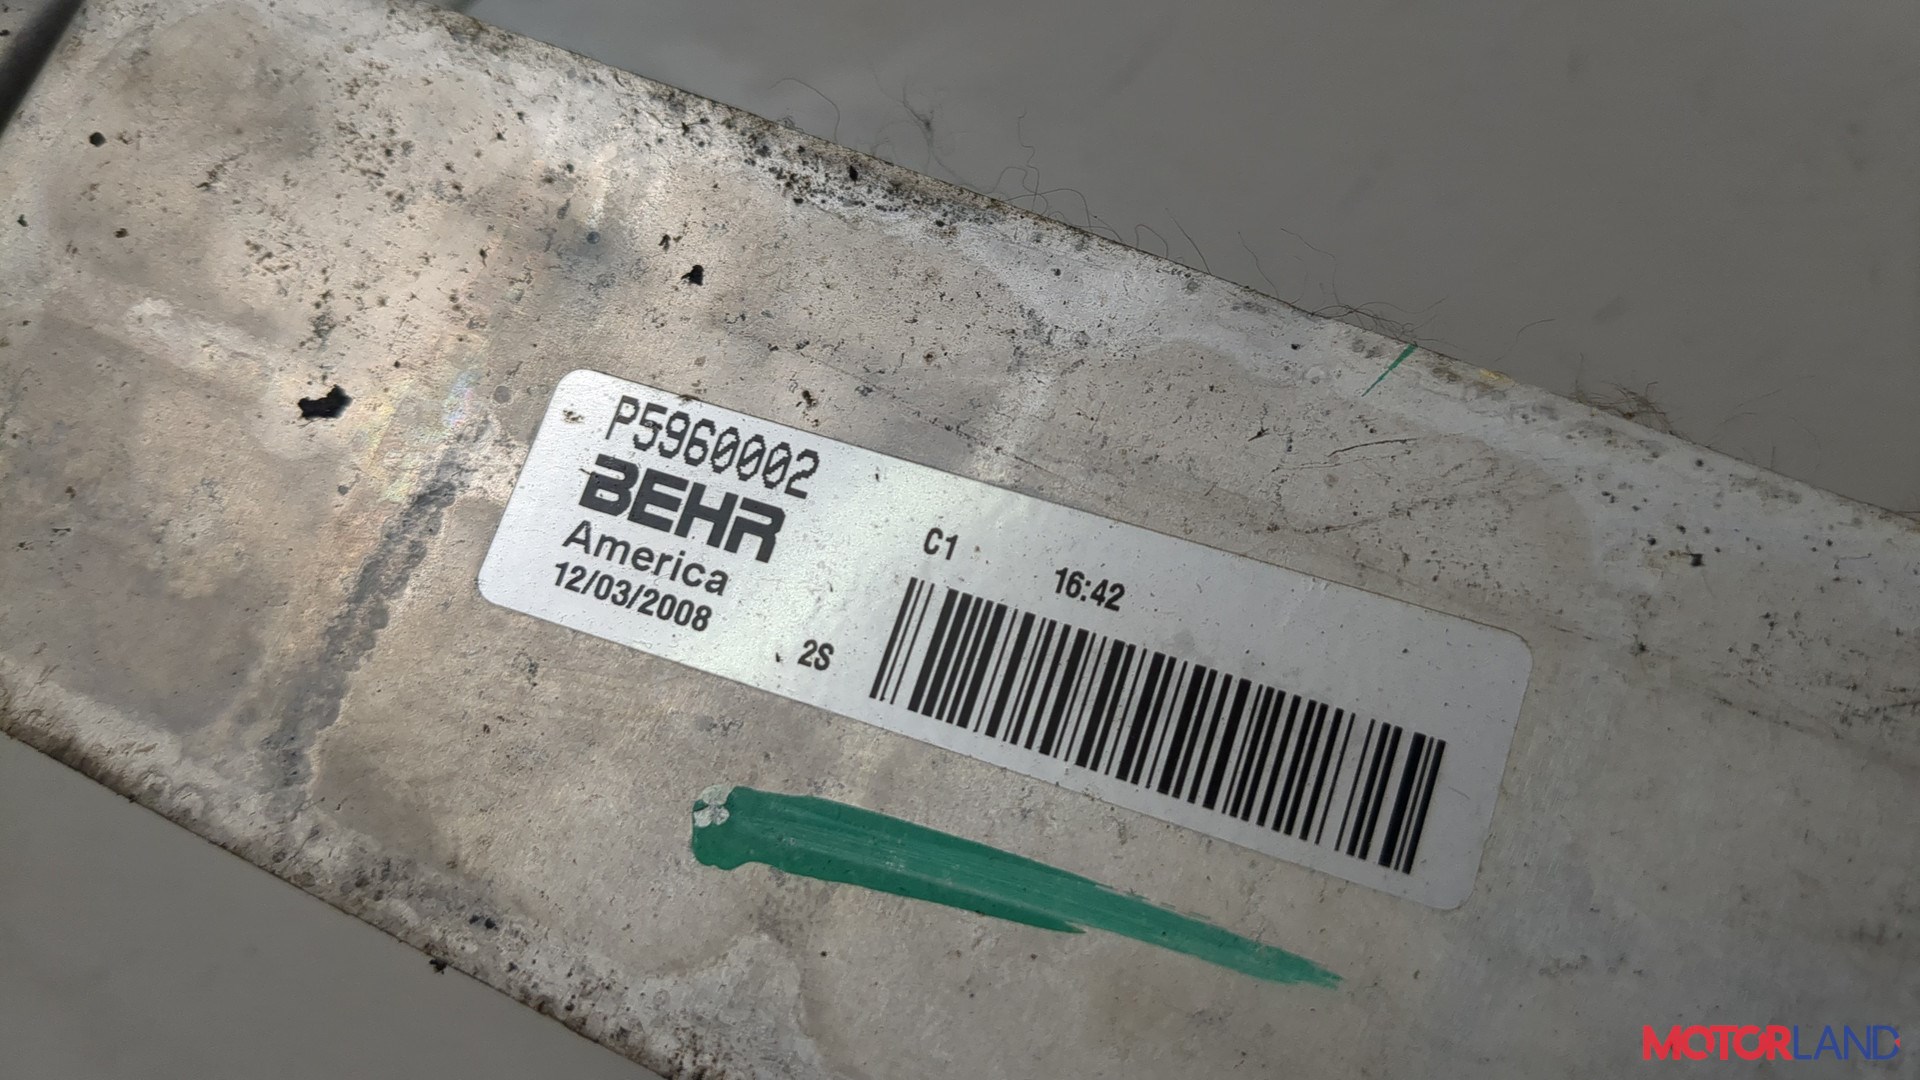 P5960002
BEHR
America
12/03/2008
C1
16:42
2S
MOTORLAND